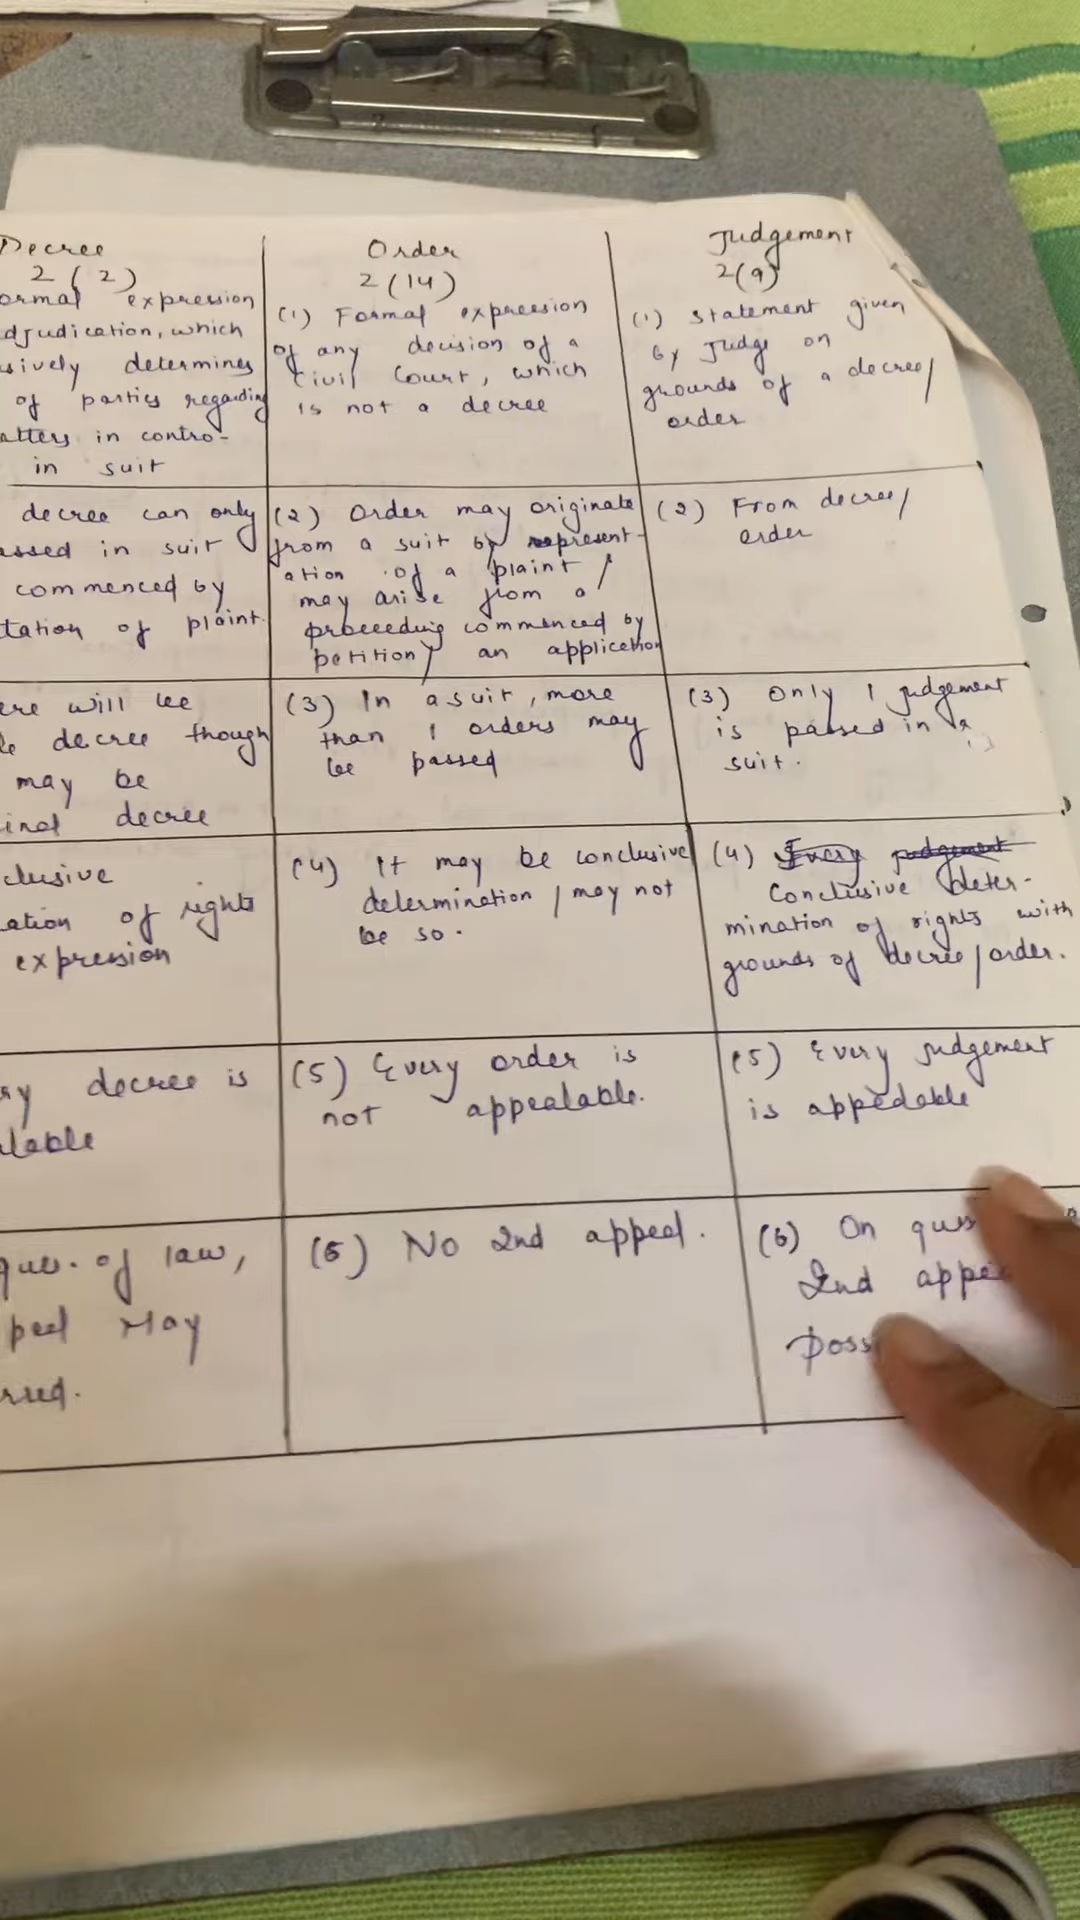 Decree
2 (2)
ormal expression
djudication, which
usively determines
of parties regarding
atters in contro-
in suit
decree can only
assed in suit
commenced by
tation of plaint.
ere will be
le decree though
may be
inal decree
clusive
ation of rights
expression
ry decree is
lable
ques. of law,
peal May
rred.
Order
2 (14)
(1) Formal expression
of any decision of a
Civil Court, which
is not a decree
(2) Order may originate
from a suit by represent-
ation of a plaint /
may arise from a
proceeding commenced by
petition / an application
(3) In a suit, more
than 1 orders may
be passed
(4) It may be conclusive
determination / may not
be so.
(5) Every order is
not appealable.
(6) No 2nd appeal.
Judgement
2(9)
(1) Statement given
by Judge on
grounds of a decree/
order
(2) From decree/
order
(3) Only 1 judgement
is passed in a
suit.
(4) Every judgement
Conclusive deter-
mination of rights with
grounds of decree/order.
(5) Every judgement
is appealable
(6) On ques
2nd appea
poss